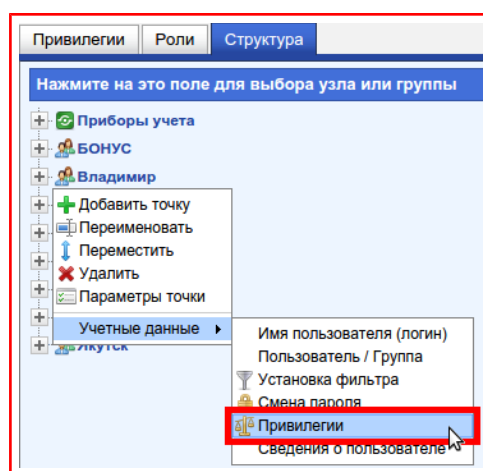 Привилегии Роли Структура
Нажмите на это поле для выбора узла или группы
Приборы учета
БОНУС
Владимир
Добавить точку
Переименовать
Переместить
Удалить
Параметры точки
Учетные данные
Якутск
Имя пользователя (логин)
Пользователь / Группа
Установка фильтра
Смена пароля
Привилегии
Сведения о пользователе